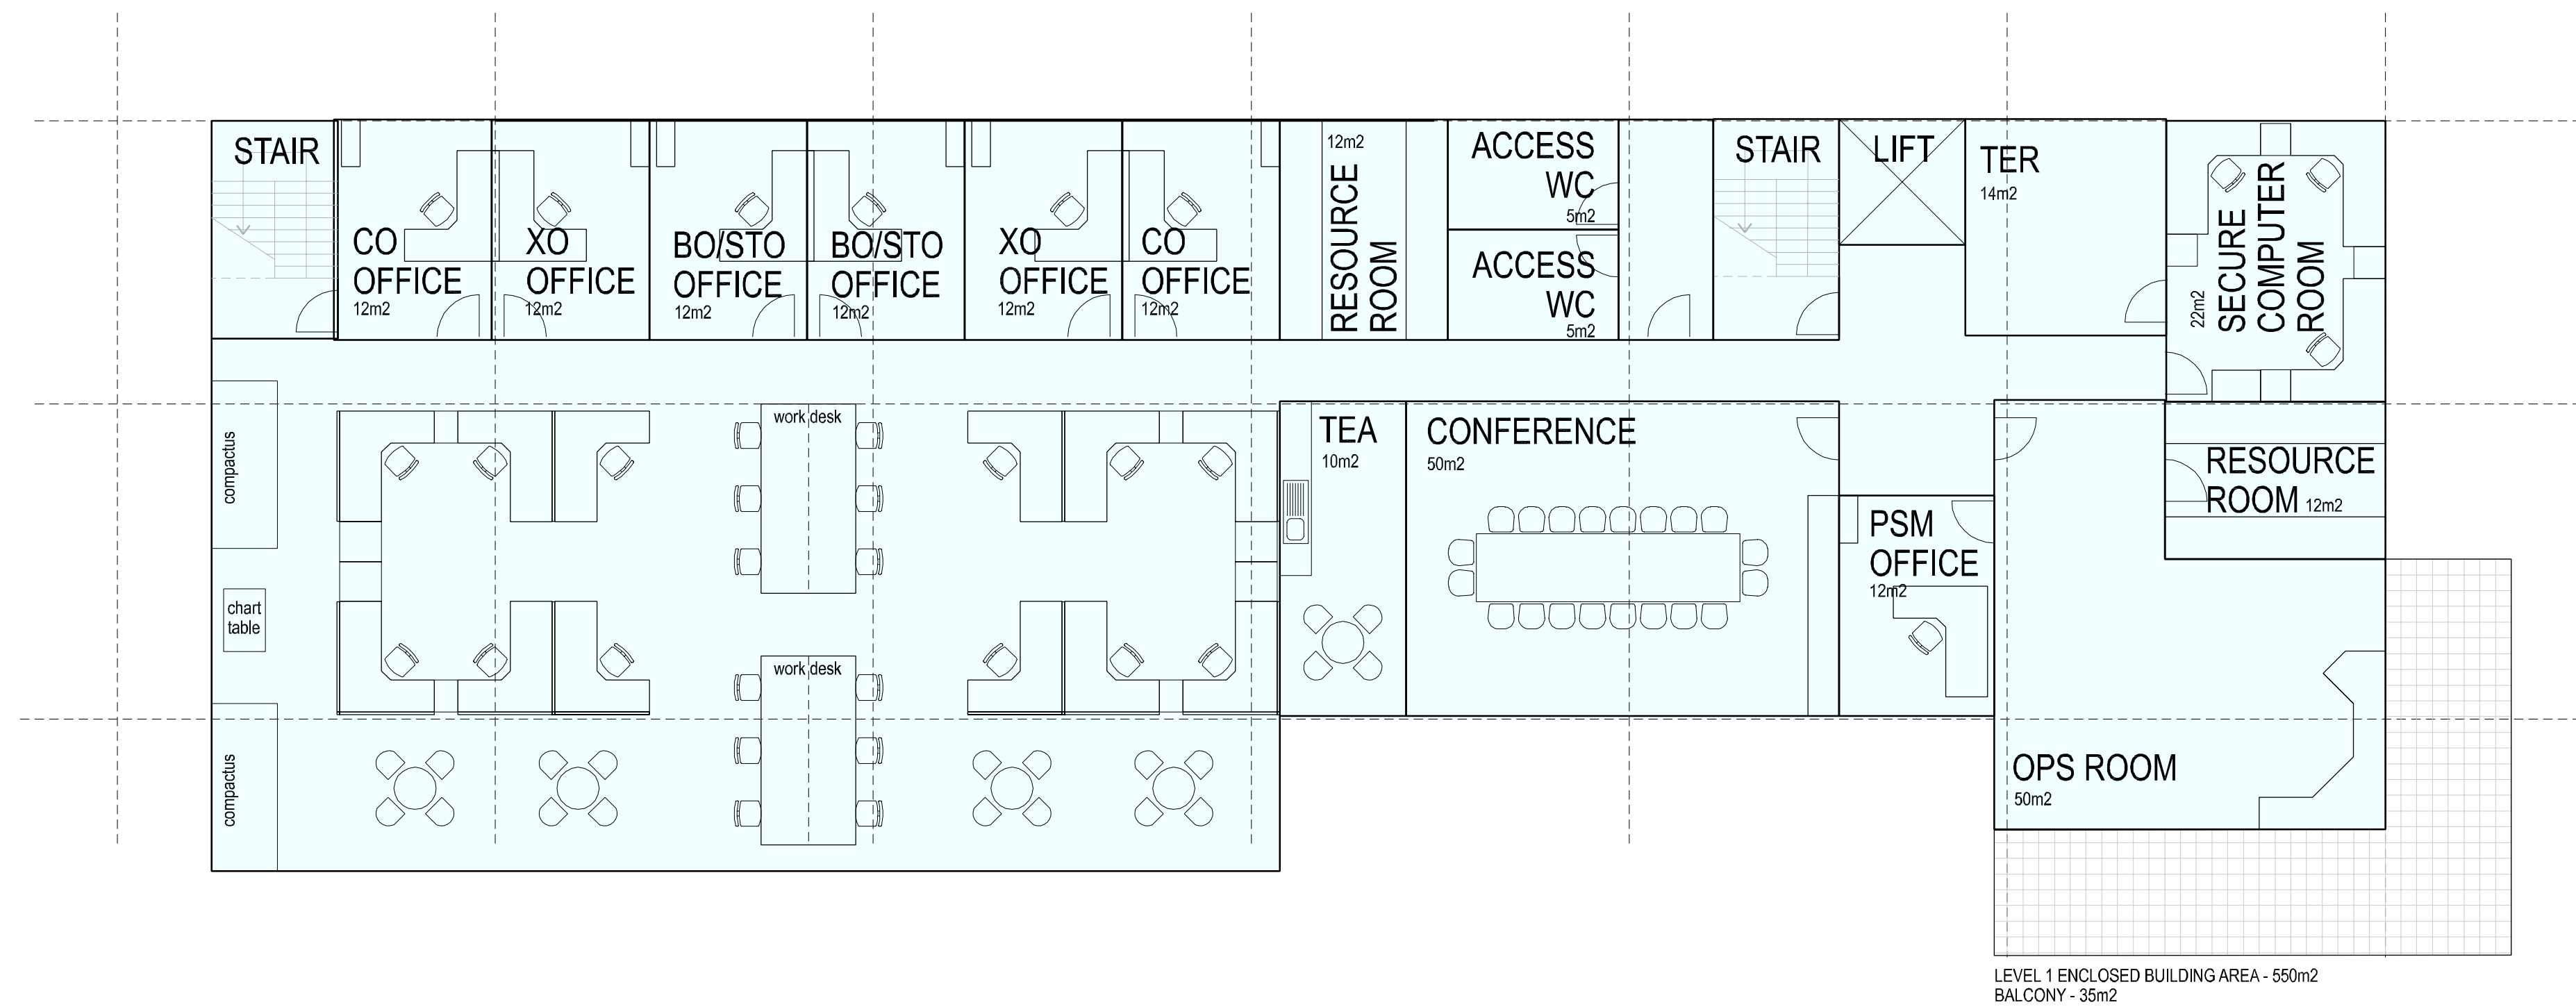 STAIR
CO
OFFICE
12m2
XO
OFFICE
12m2
BO/STO
OFFICE
12m2
BO/STO
OFFICE
12m2
XO
OFFICE
12m2
CO
OFFICE
12m2
12m2
RESOURCE
ROOM
ACCESS
WC
5m2
ACCESS
WC
5m2
STAIR
LIFT
TER
14m2
22m2
SECURE
COMPUTER
ROOM
compactus
chart
table
compactus
work desk
work desk
TEA
10m2
CONFERENCE
50m2
PSM
OFFICE
12m2
RESOURCE
ROOM 12m2
OPS ROOM
50m2
LEVEL 1 ENCLOSED BUILDING AREA - 550m2
BALCONY - 35m2